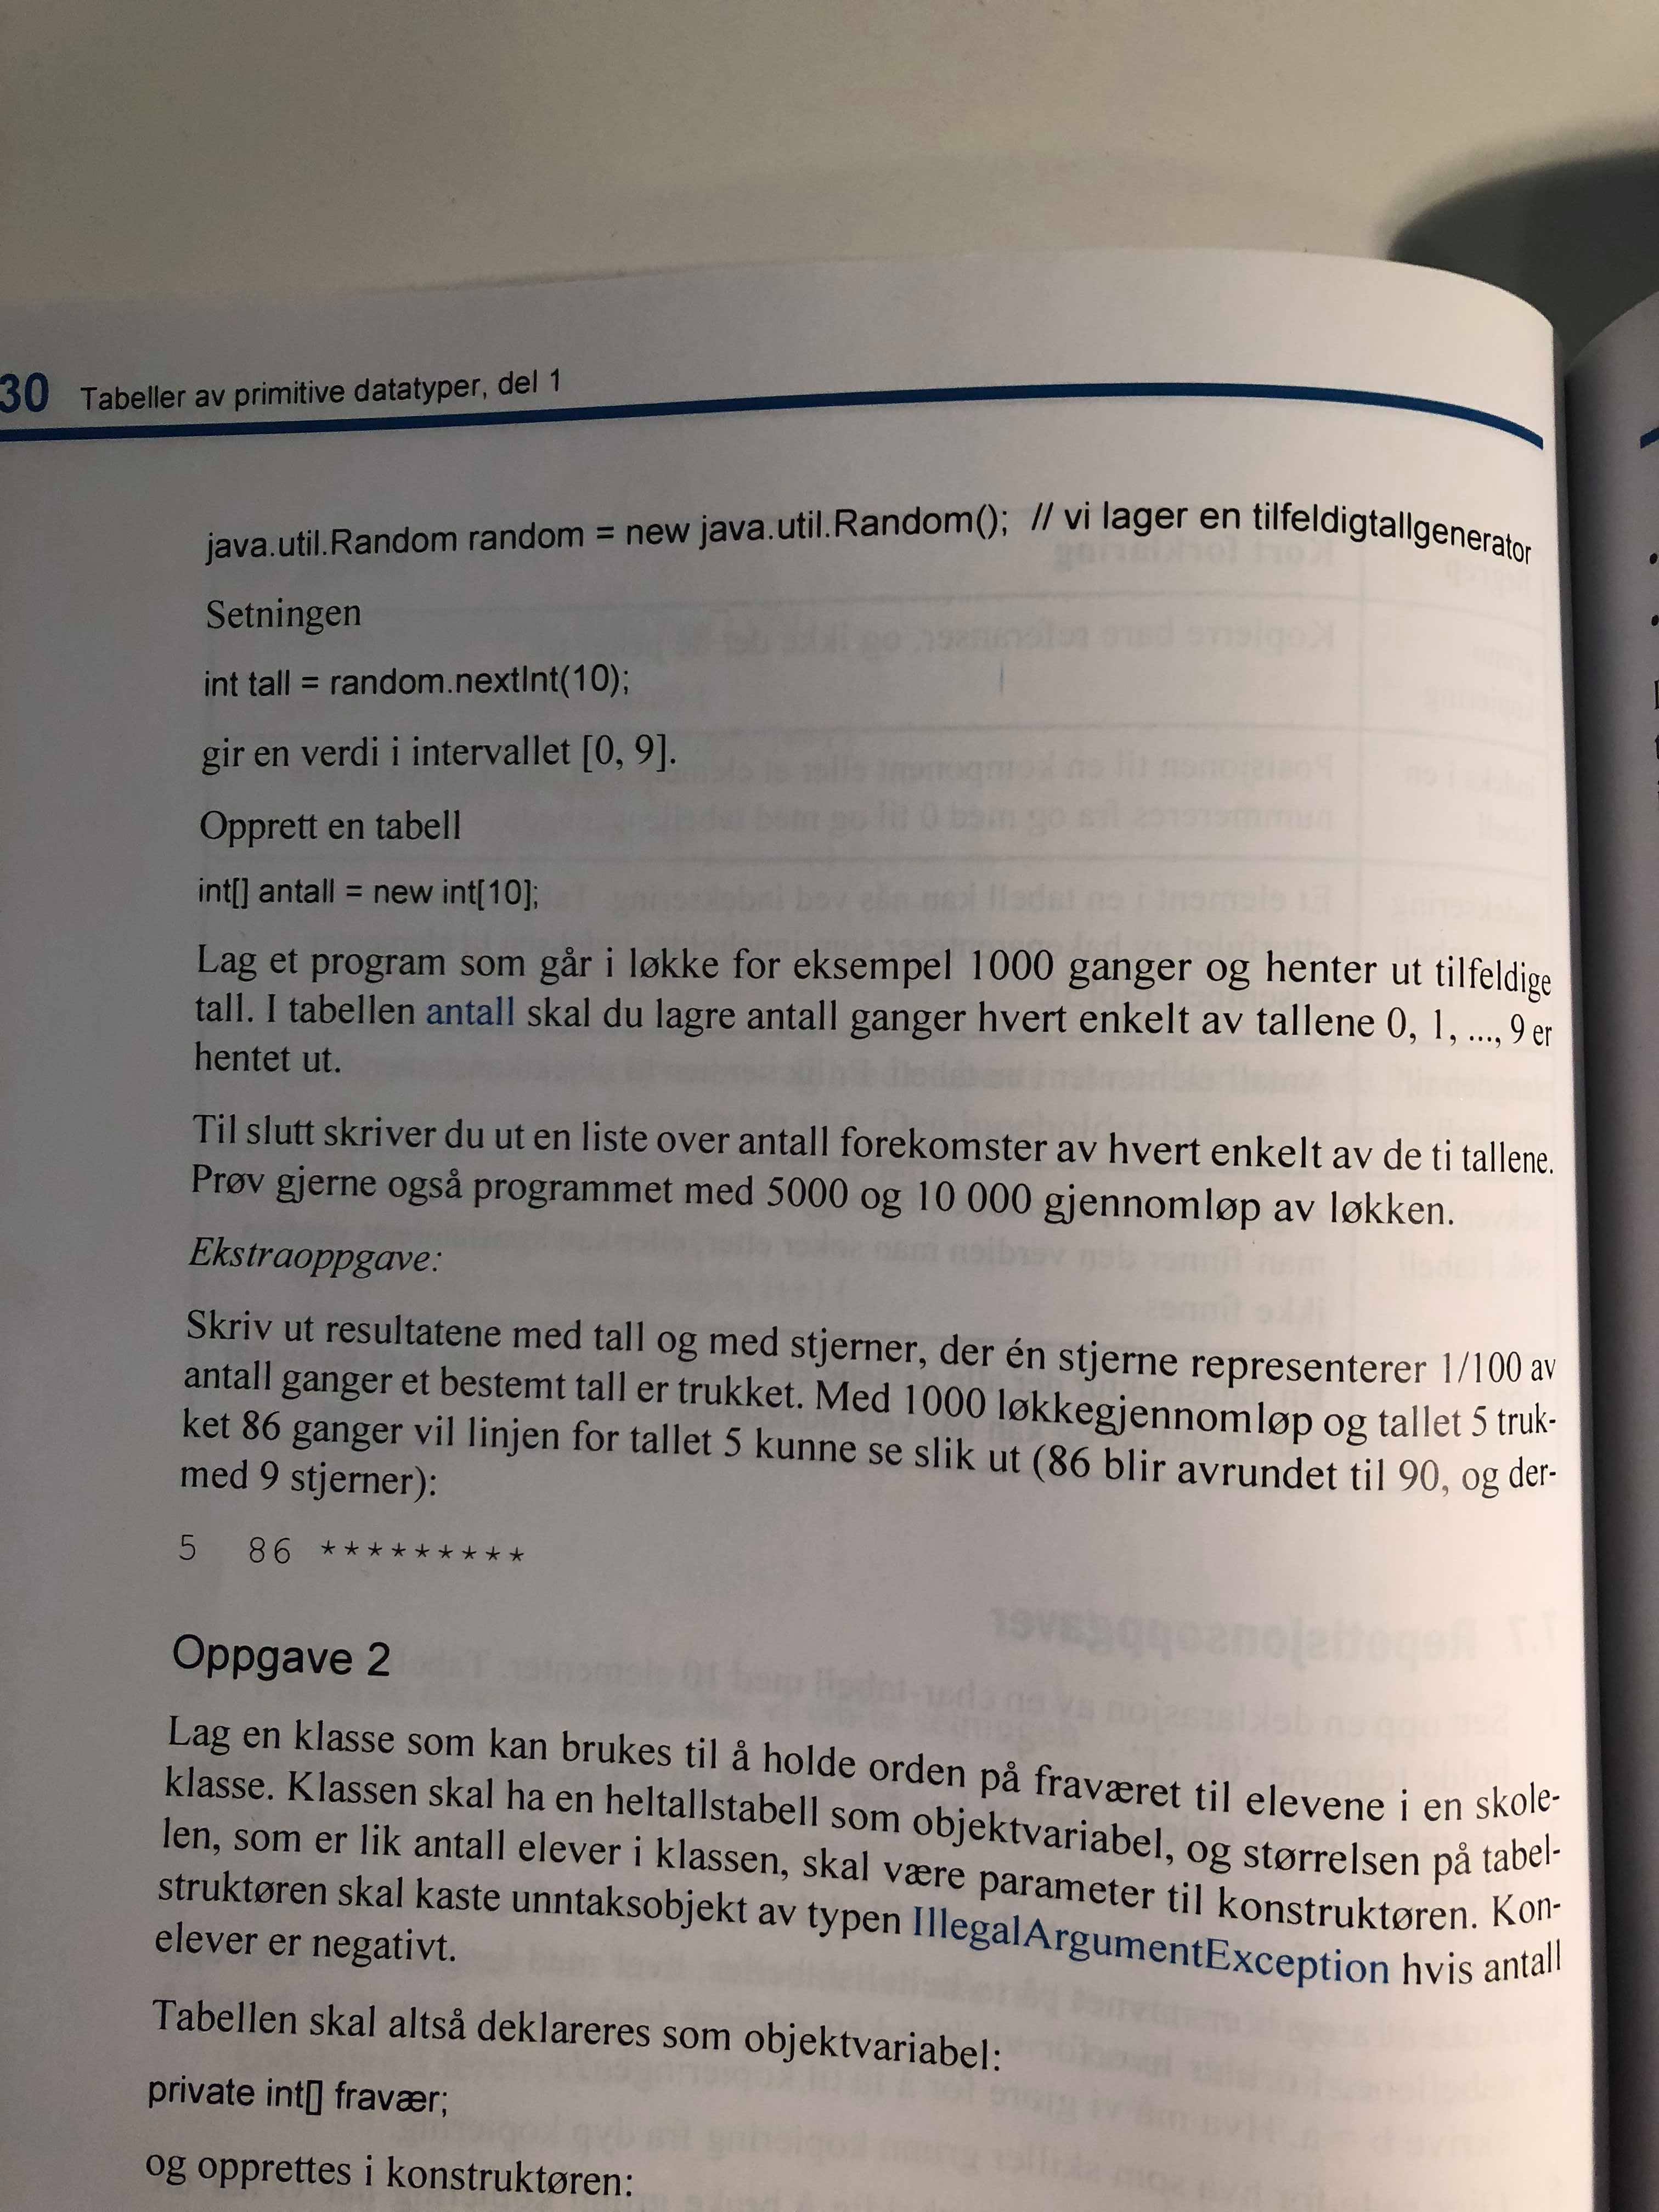 30 Tabeller av primitive datatyper, del 1
java.util.Random random = new java.util.Random(); // vi lager en tilfeldigtallgenerator
Setningen
int tall = random.nextInt(10);
gir en verdi i intervallet [0, 9].
Opprett en tabell
int[] antall = new int[10];
Lag et program som går i løkke for eksempel 1000 ganger og henter ut tilfeldige
tall. I tabellen antall skal du lagre antall ganger hvert enkelt av tallene 0, 1, ..., 9 er
hentet ut.
Til slutt skriver du ut en liste over antall forekomster av hvert enkelt av de ti tallene.
Prøv gjerne også programmet med 5000 og 10 000 gjennomløp av løkken.
Ekstraoppgave:
Skriv ut resultatene med tall og med stjerner, der én stjerne representerer 1/100 av
antall ganger et bestemt tall er trukket. Med 1000 løkkegjennomløp og tallet 5 truk-
ket 86 ganger vil linjen for tallet 5 kunne se slik ut (86 blir avrundet til 90, og der-
med 9 stjerner):
5 86 *********
Oppgave 2
Lag en klasse som kan brukes til å holde orden på fraværet til elevene i en skole-
klasse. Klassen skal ha en heltallstabell som objektvariabel, og størrelsen på tabel-
len, som er lik antall elever i klassen, skal være parameter til konstruktøren. Kon-
struktøren skal kaste unntaksobjekt av typen IllegalArgumentException hvis antall
elever er negativt.
Tabellen skal altså deklareres som objektvariabel:
private int[] fravær;
og opprettes i konstruktøren: